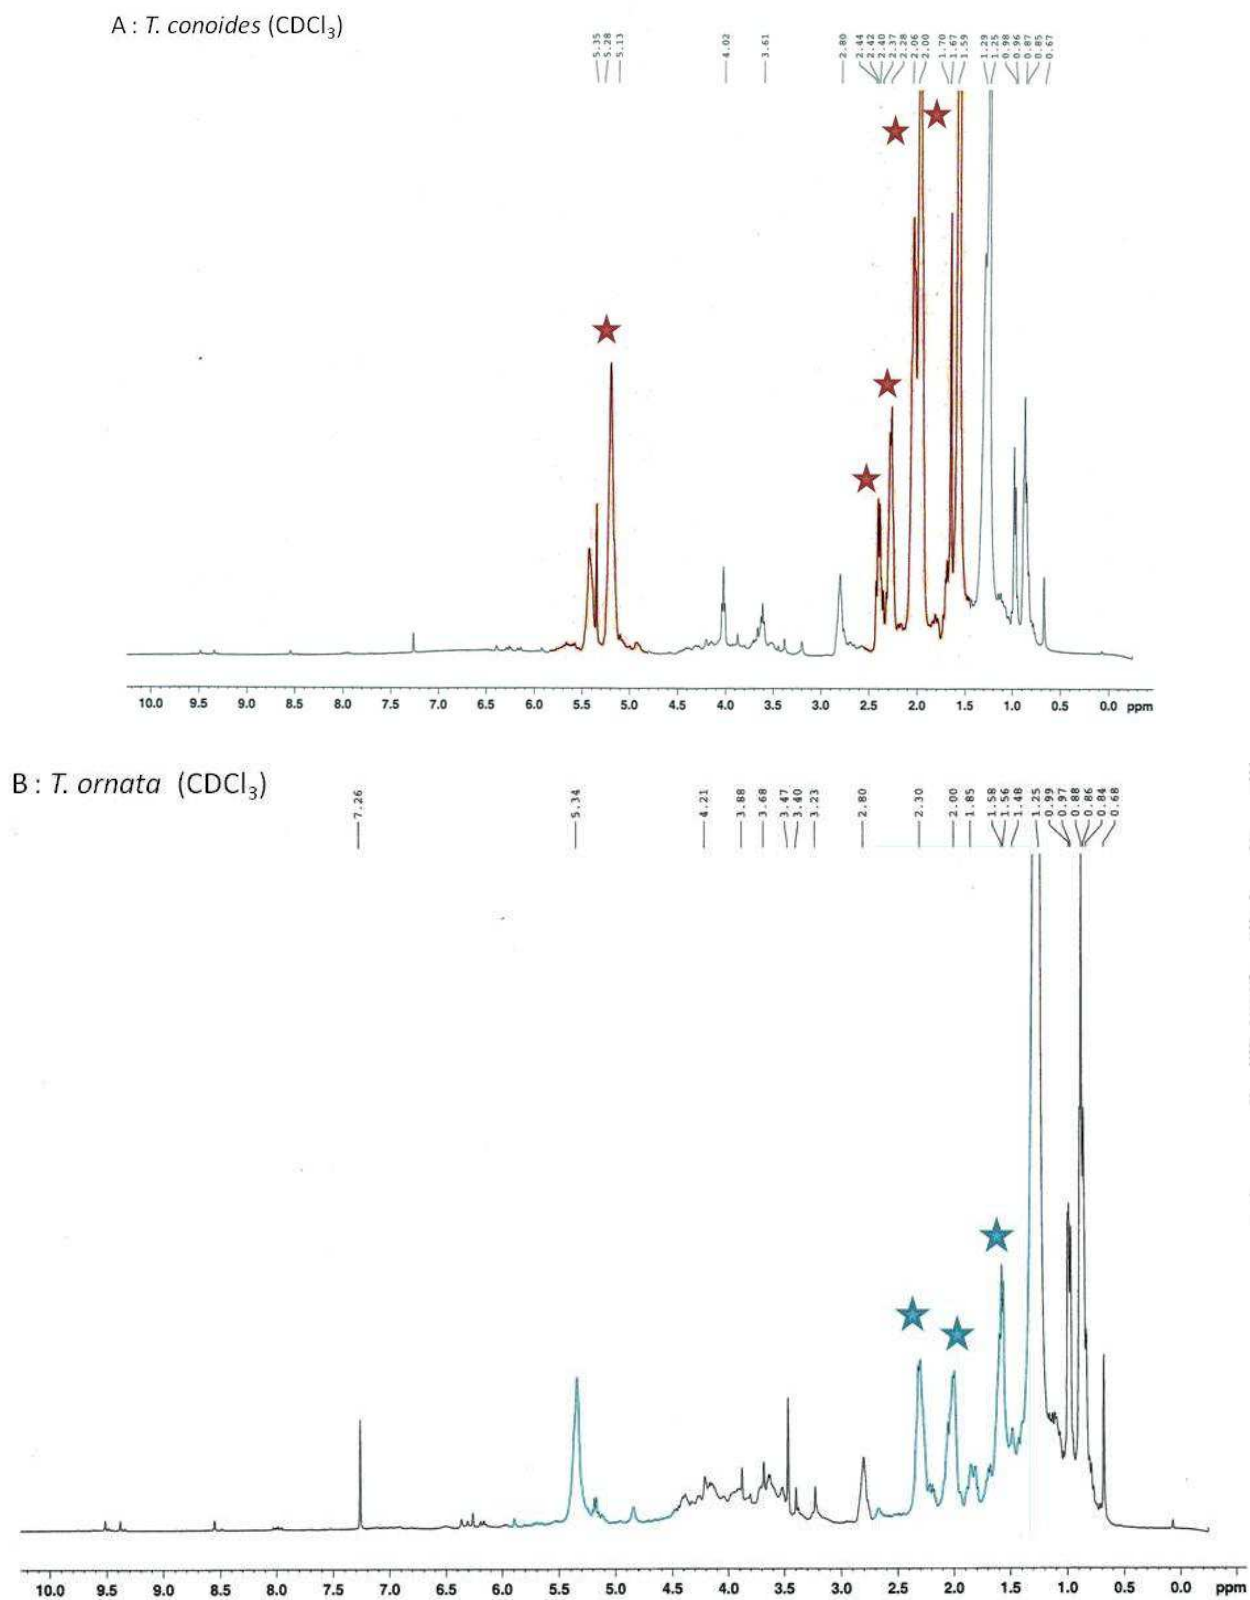 A : T. conoides (CDCl₃)
5.35 5.28 5.13 4.02 3.61 2.80 2.44 2.42 2.40 2.37 2.28 2.06 2.00 1.70 1.67 1.59 1.29 1.25 0.98 0.96 0.87 0.85 0.67
10.0 9.5 9.0 8.5 8.0 7.5 7.0 6.5 6.0 5.5 5.0 4.5 4.0 3.5 3.0 2.5 2.0 1.5 1.0 0.5 0.0 ppm
B : T. ornata (CDCl₃)
7.26 5.34 4.21 3.88 3.68 3.47 3.40 3.23 2.80 2.30 2.00 1.85 1.58 1.56 1.48 1.25 0.99 0.97 0.88 0.86 0.84 0.68
10.0 9.5 9.0 8.5 8.0 7.5 7.0 6.5 6.0 5.5 5.0 4.5 4.0 3.5 3.0 2.5 2.0 1.5 1.0 0.5 0.0 ppm